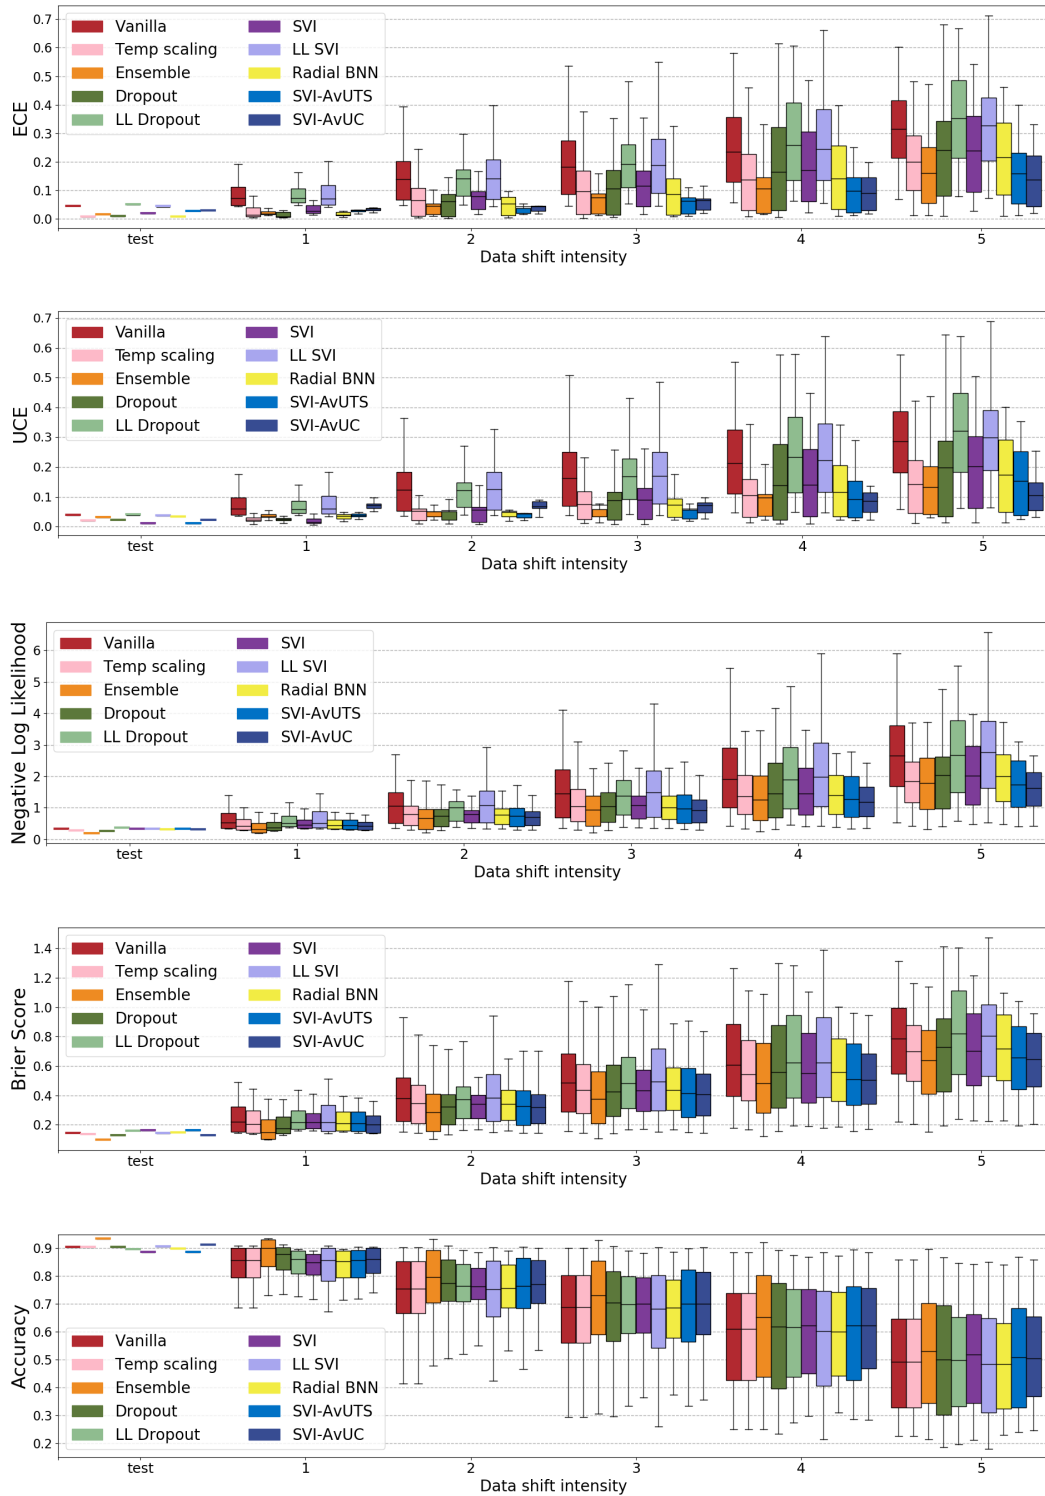 ECE
0.7
0.6
0.5
0.4
0.3
0.2
0.1
0.0
Vanilla
Temp scaling
Ensemble
Dropout
LL Dropout
SVI
LL SVI
Radial BNN
SVI-AvUTS
SVI-AvUC
test 1 2 3 4 5
Data shift intensity
UCE
0.7
0.6
0.5
0.4
0.3
0.2
0.1
0.0
Vanilla
Temp scaling
Ensemble
Dropout
LL Dropout
SVI
LL SVI
Radial BNN
SVI-AvUTS
SVI-AvUC
test 1 2 3 4 5
Data shift intensity
Negative Log Likelihood
6
5
4
3
2
1
0
Vanilla
Temp scaling
Ensemble
Dropout
LL Dropout
SVI
LL SVI
Radial BNN
SVI-AvUTS
SVI-AvUC
test 1 2 3 4 5
Data shift intensity
Brier Score
1.4
1.2
1.0
0.8
0.6
0.4
0.2
Vanilla
Temp scaling
Ensemble
Dropout
LL Dropout
SVI
LL SVI
Radial BNN
SVI-AvUTS
SVI-AvUC
test 1 2 3 4 5
Data shift intensity
Accuracy
0.9
0.8
0.7
0.6
0.5
0.4
0.3
0.2
Vanilla
Temp scaling
Ensemble
Dropout
LL Dropout
SVI
LL SVI
Radial BNN
SVI-AvUTS
SVI-AvUC
test 1 2 3 4 5
Data shift intensity